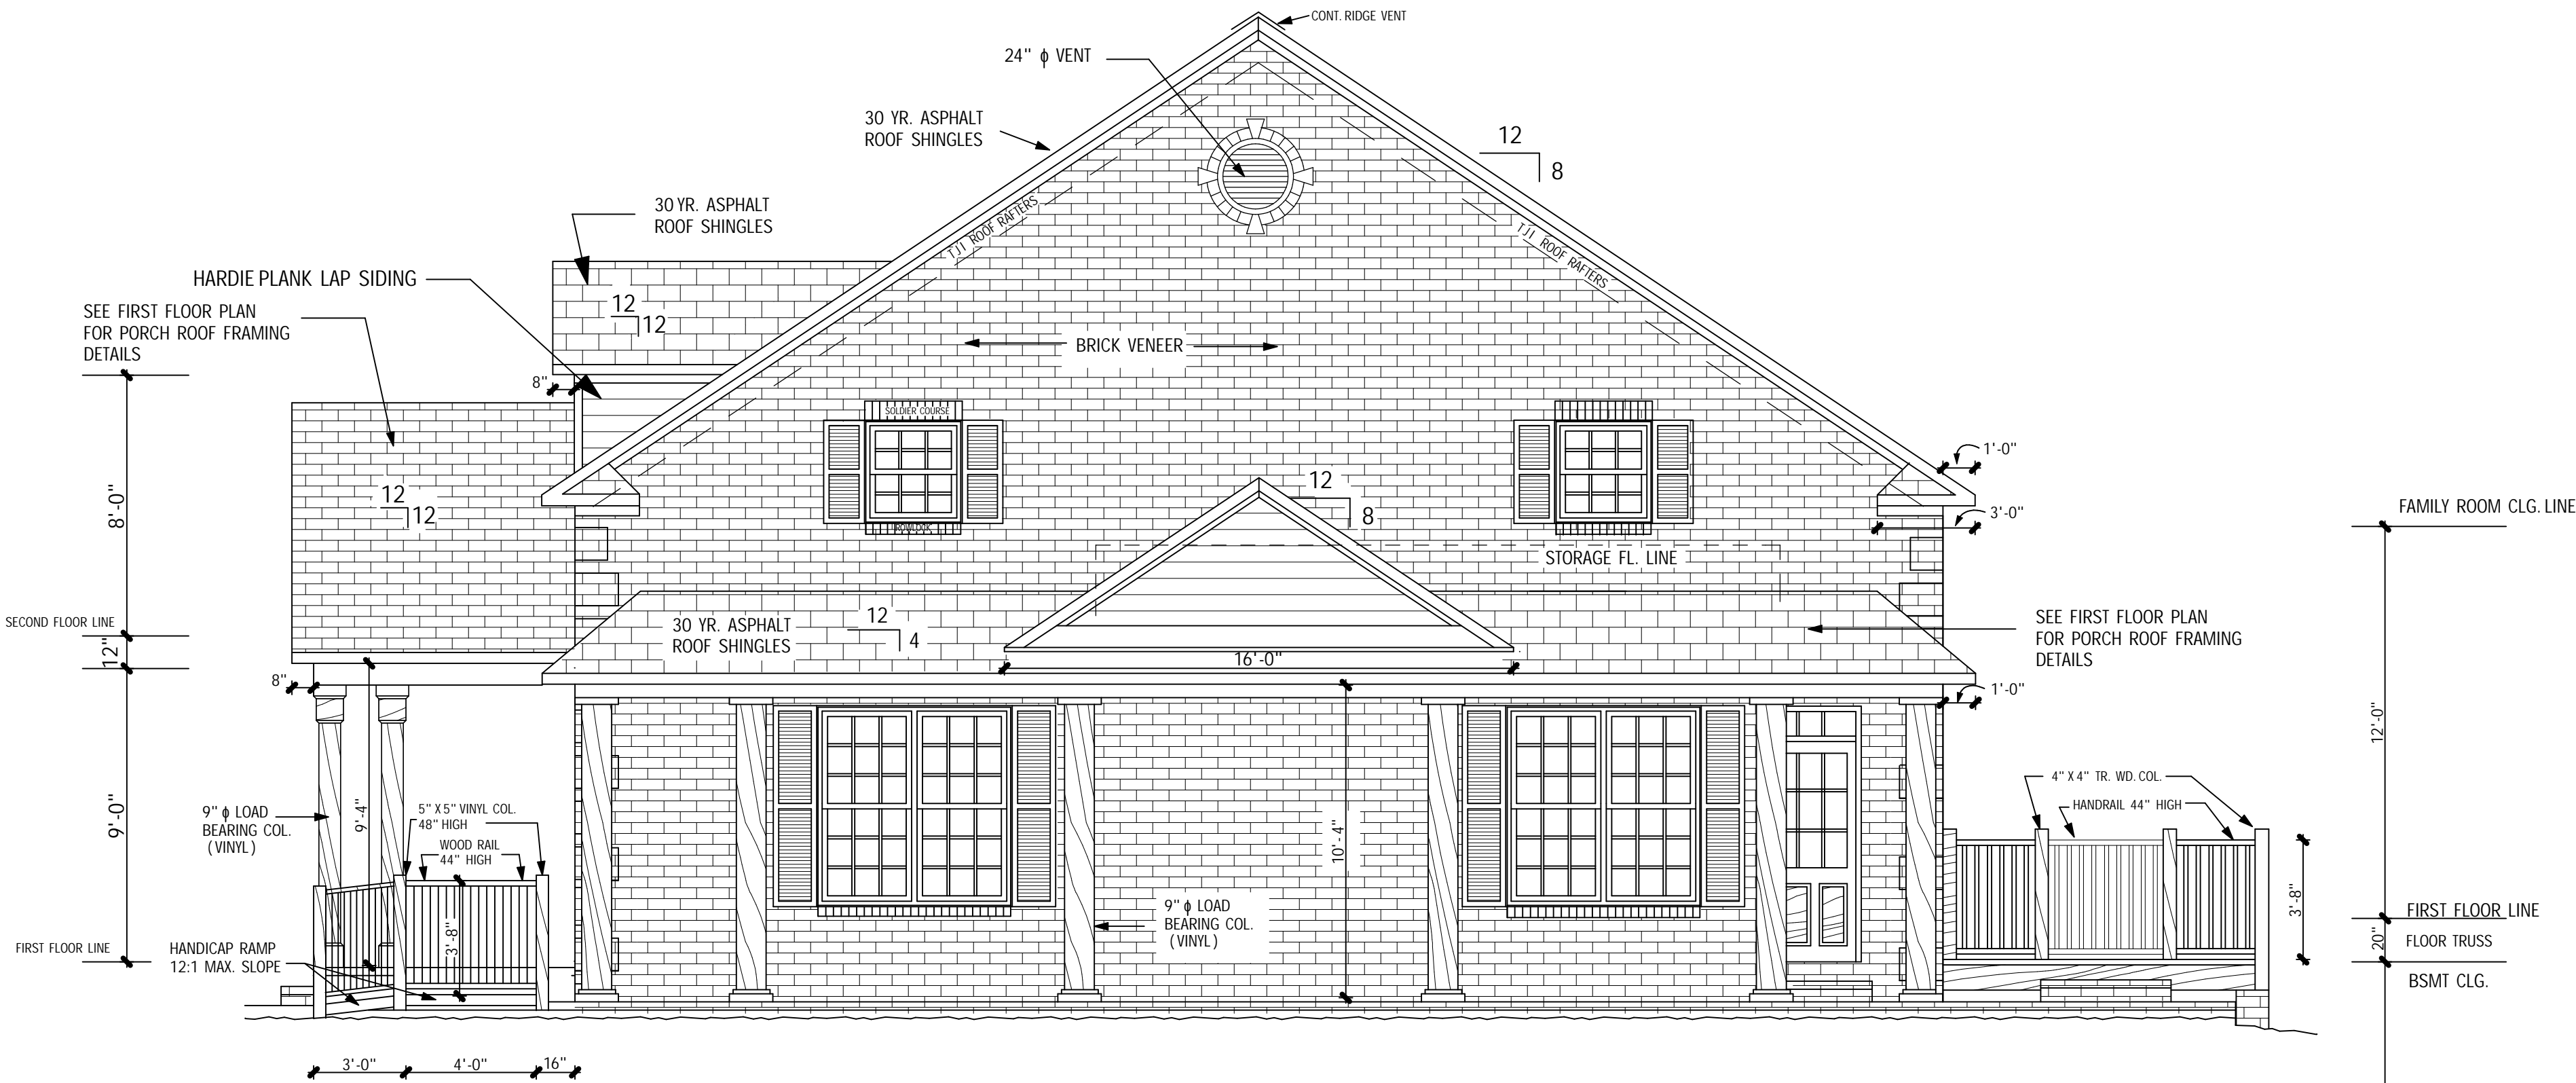 CONT. RIDGE VENT
24" ϕ VENT
30 YR. ASPHALT
ROOF SHINGLES
12
8
30 YR. ASPHALT
ROOF SHINGLES
TJ1 ROOF RAFTERS
TJ1 ROOF RAFTERS
HARDIE PLANK LAP SIDING
12
12
SEE FIRST FLOOR PLAN
FOR PORCH ROOF FRAMING
DETAILS
BRICK VENEER
8"
SOLDIER COURSE
1'-0"
12
12
12
8
8'-0"
ROWLOCK
3'-0"
FAMILY ROOM CLG. LINE
STORAGE FL. LINE
SECOND FLOOR LINE
12"
30 YR. ASPHALT
ROOF SHINGLES
12
4
16'-0"
SEE FIRST FLOOR PLAN
FOR PORCH ROOF FRAMING
DETAILS
8"
1'-0"
12'-0"
9'-0"
9" ϕ LOAD
BEARING COL.
(VINYL)
9'-4"
5" X 5" VINYL COL.
48" HIGH
WOOD RAIL
44" HIGH
10'-4"
4" X 4" TR. WD. COL.
HANDRAIL 44" HIGH
3'-8"
9" ϕ LOAD
BEARING COL.
(VINYL)
3'-8"
FIRST FLOOR LINE
20"
FLOOR TRUSS
BSMT CLG.
FIRST FLOOR LINE
HANDICAP RAMP
12:1 MAX. SLOPE
3'-0"
4'-0"
16"